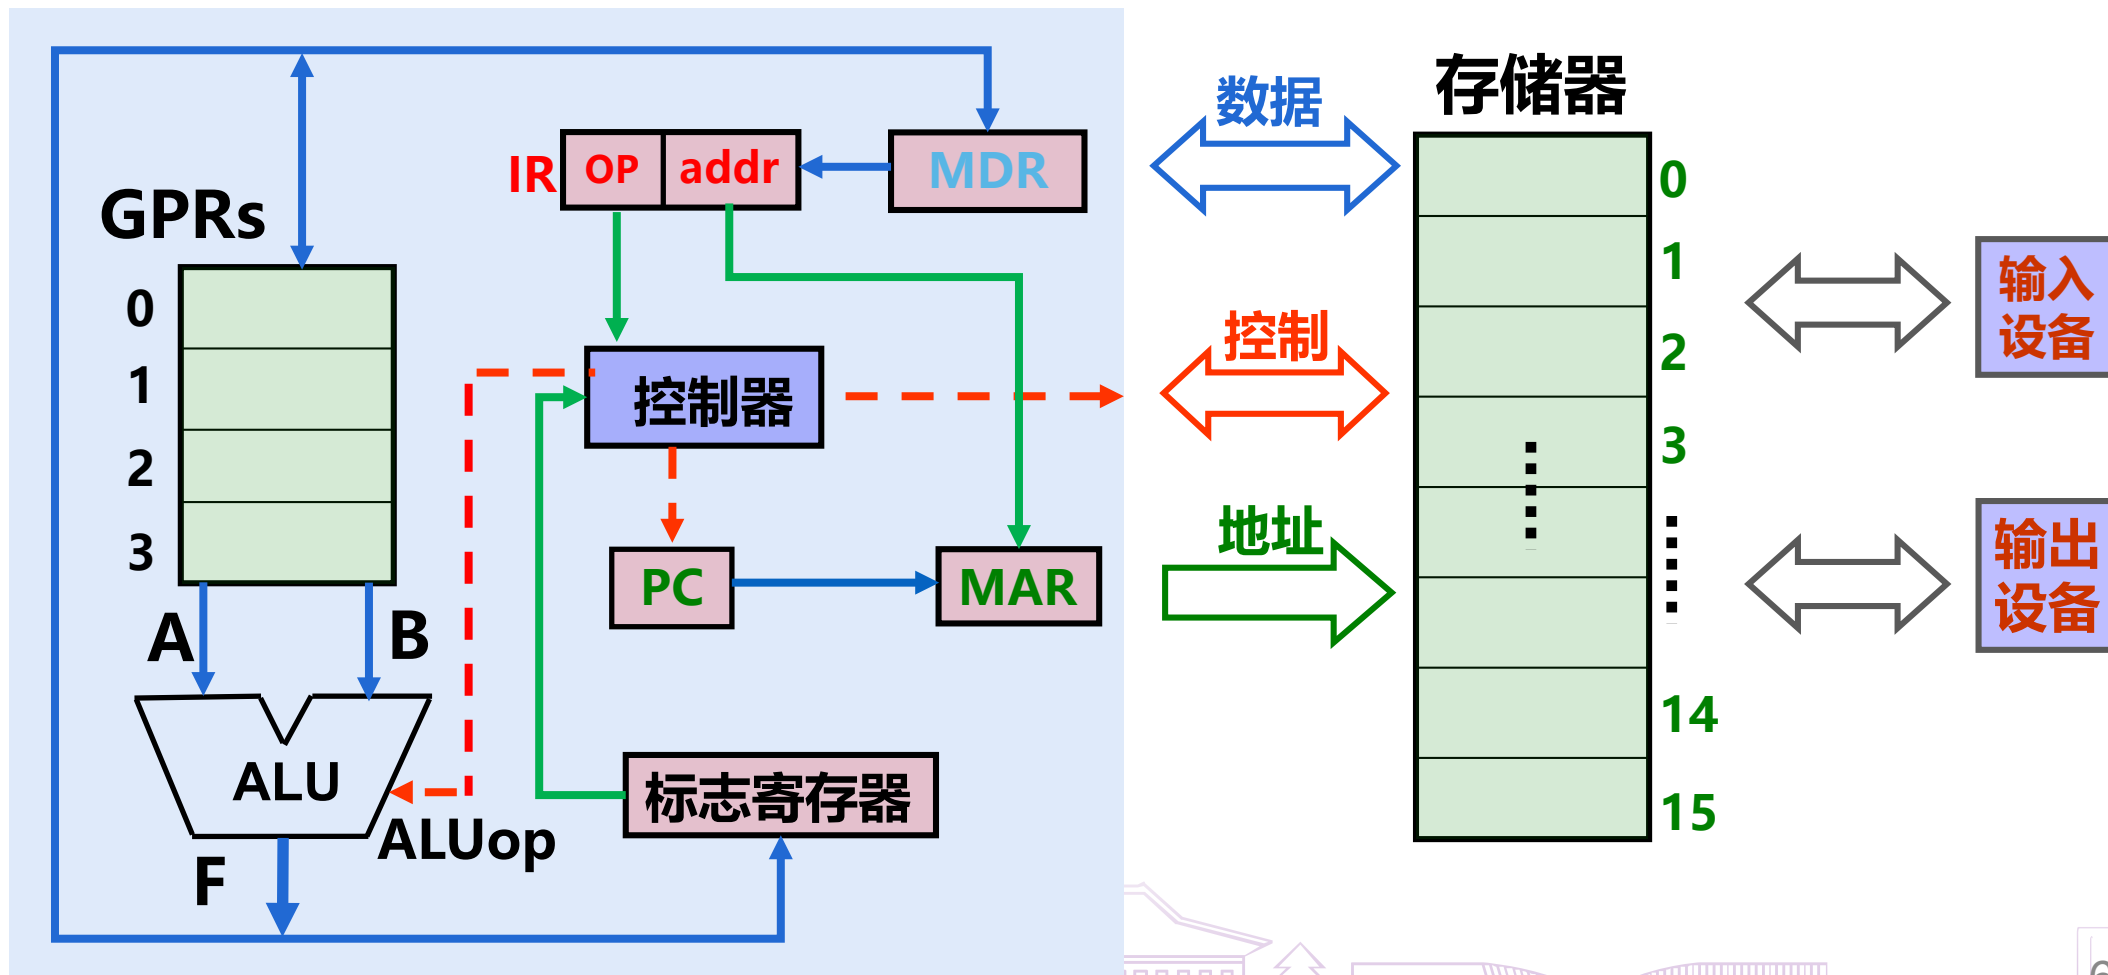 GPRs
0
1
2
3
A
B
ALU
ALUop
F
IR
OP
addr
MDR
控制器
PC
MAR
标志寄存器
数据
控制
地址
存储器
0
1
2
3
14
15
输入
设备
输出
设备